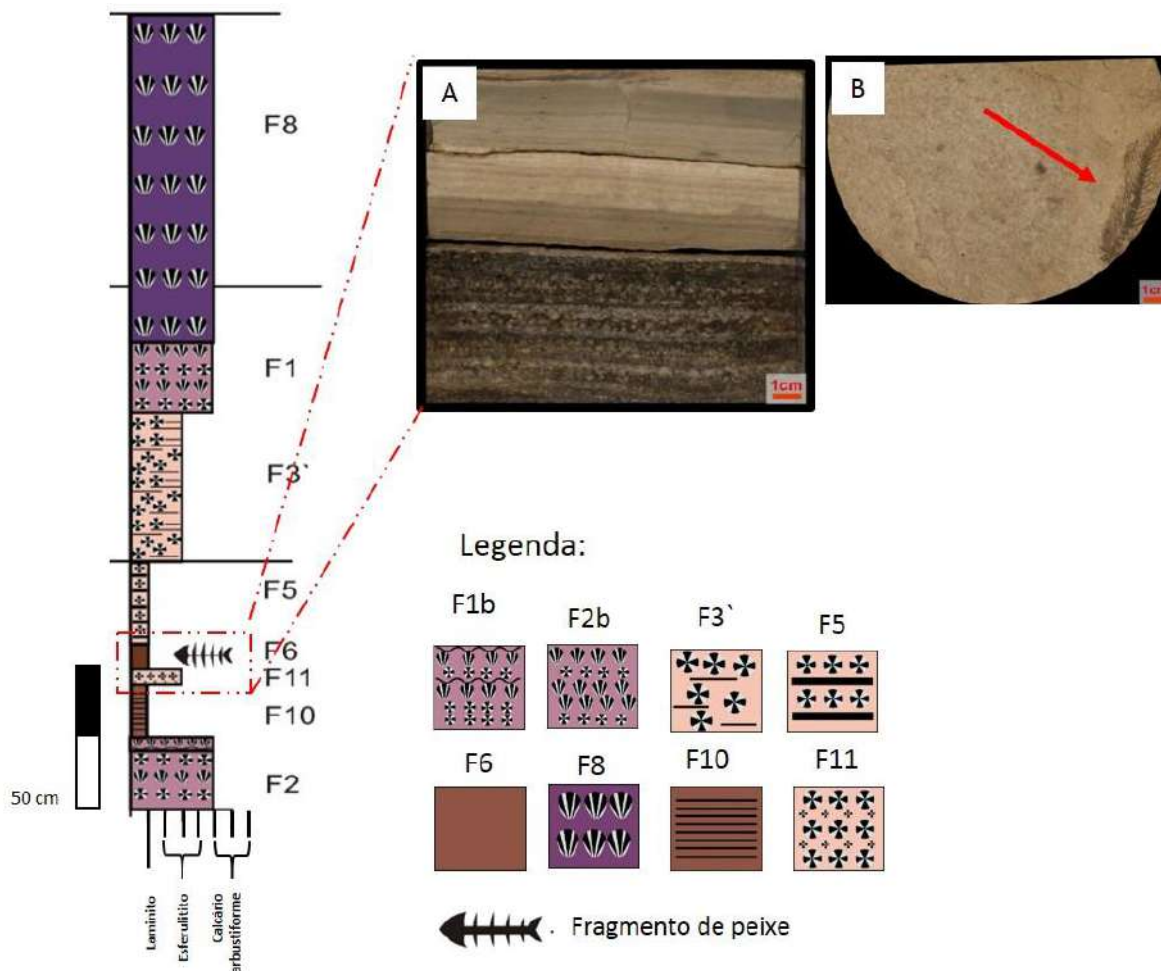 F8
F1
F3`
F5
F6
F11
F10
F2
50 cm
Laminito
Esferulitito
Calcário
arbustiforme
A
1cm
B
1cm
Legenda:
F1b
F2b
F3`
F5
F6
F8
F10
F11
Fragmento de peixe